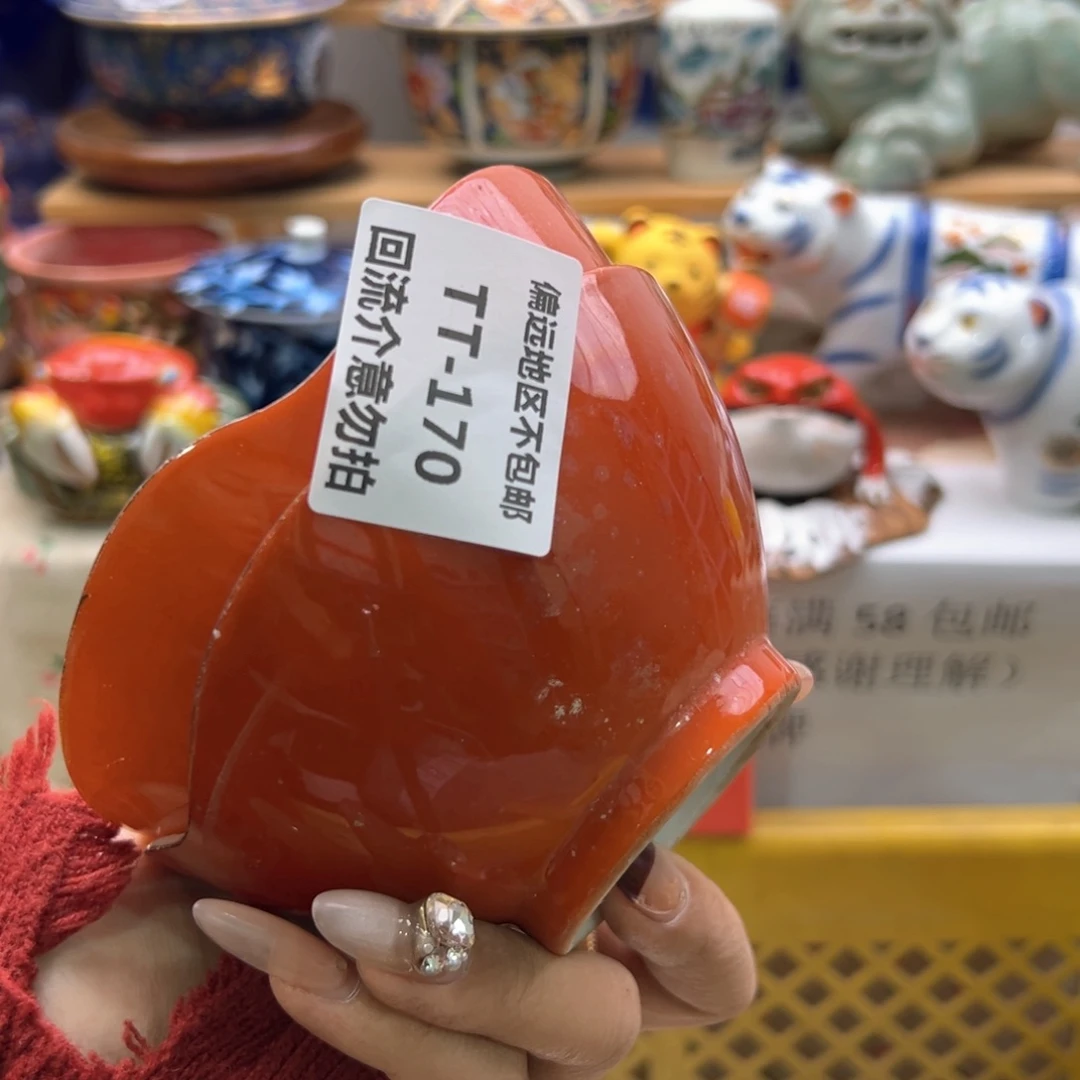 偏远地区不包邮
TT-170
回流介意勿拍
满 58 包邮
谢理解）